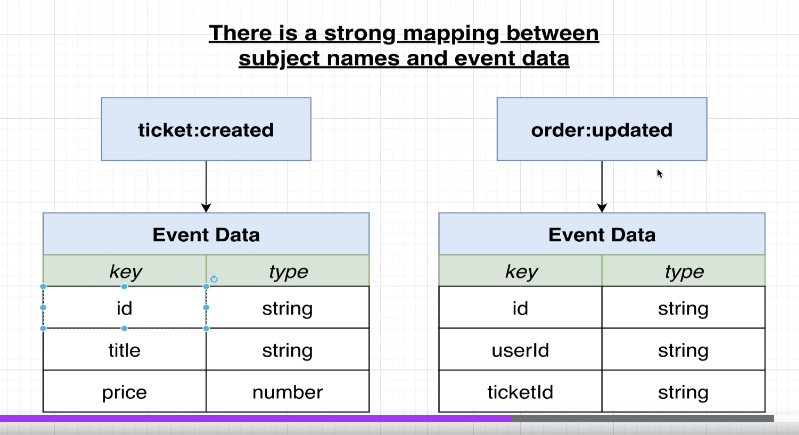 There is a strong mapping between
subject names and event data
ticket:created
order:updated
Event Data
key type
id string
title string
price number
Event Data
key type
id string
userId string
ticketId string